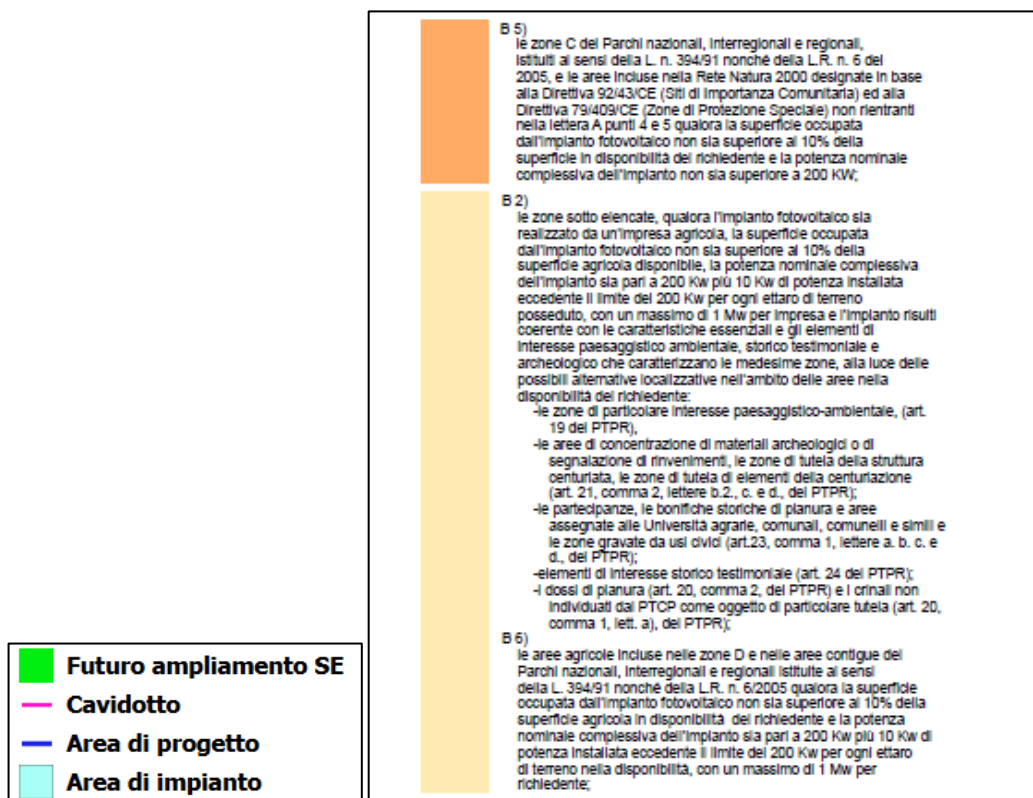 B 5)
le zone C dei Parchi nazionali, interregionali e regionali,
istituiti ai sensi della L. n. 394/91 nonché della L.R. n. 6 del
2005, e le aree incluse nella Rete Natura 2000 designate in base
alla Direttiva 92/43/CE (Siti di Importanza Comunitaria) ed alla
Direttiva 79/409/CE (Zone di Protezione Speciale) non rientranti
nella lettera A punti 4 e 5 qualora la superficie occupata
dall'impianto fotovoltaico non sia superiore al 10% della
superficie in disponibilità del richiedente e la potenza nominale
complessiva dell'impianto non sia superiore a 200 KW;
B 2)
le zone sotto elencate, qualora l'impianto fotovoltaico sia
realizzato da un'impresa agricola, la superficie occupata
dall'impianto fotovoltaico non sia superiore al 10% della
superficie agricola disponibile, la potenza nominale complessiva
dell'impianto sia pari a 200 Kw più 10 Kw di potenza installata
eccedente il limite dei 200 Kw per ogni ettaro di terreno
posseduto, con un massimo di 1 Mw per impresa e l'impianto risulti
coerente con le caratteristiche essenziali e gli elementi di
interesse paesaggistico ambientale, storico testimoniale e
archeologico che caratterizzano le medesime zone, alla luce delle
possibili alternative localizzative nell'ambito delle aree nella
disponibilità del richiedente:
-le zone di particolare interesse paesaggistico-ambientale, (art.
19 del PTPR),
-le aree di concentrazione di materiali archeologici o di
segnalazione di rinvenimenti, le zone di tutela della struttura
centuriata, le zone di tutela di elementi della centuriazione
(art. 21, comma 2, lettere b.2., c. e d., del PTPR);
-le partecipanze, le bonifiche storiche di pianura e aree
assegnate alle Università agrarie, comunali, comunelli e simili e
le zone gravate da usi civici (art.23, comma 1, lettere a. b. c. e
d., del PTPR);
-elementi di interesse storico testimoniale (art. 24 del PTPR);
-i dossi di pianura (art. 20, comma 2, del PTPR) e i crinali non
individuati dal PTCP come oggetto di particolare tutela (art. 20,
comma 1, lett. a), del PTPR);
B 6)
le aree agricole incluse nelle zone D e nelle aree contigue dei
Parchi nazionali, interregionali e regionali istituite ai sensi
della L. 394/91 nonché della L.R. n. 6/2005 qualora la superficie
occupata dall'impianto fotovoltaico non sia superiore al 10% della
superficie agricola in disponibilità del richiedente e la potenza
nominale complessiva dell'impianto sia pari a 200 Kw più 10 Kw di
potenza installata eccedente il limite dei 200 Kw per ogni ettaro
di terreno nella disponibilità, con un massimo di 1 Mw per
richiedente;
Futuro ampliamento SE
Cavidotto
Area di progetto
Area di impianto